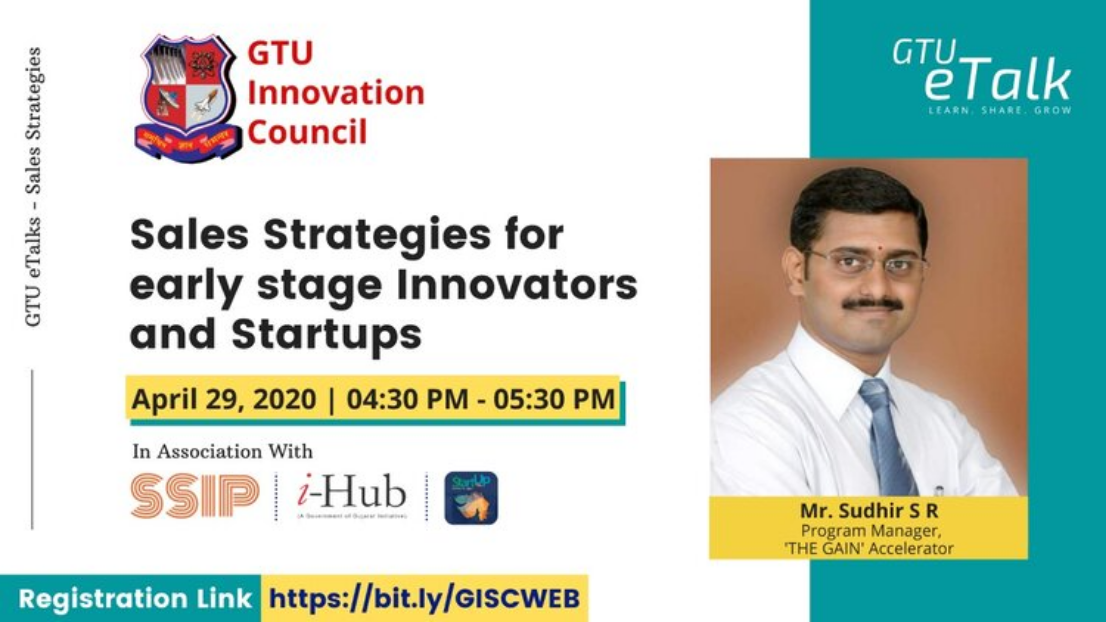 GTU eTalks - Sales Strategies
GTU
Innovation
Council
GTU
eTalk
LEARN. SHARE. GROW
Sales Strategies for
early stage Innovators
and Startups
April 29, 2020 | 04:30 PM - 05:30 PM
In Association With
SSIP
i-Hub
(A Government of Gujarat Initiative)
StartUp
Mr. Sudhir S R
Program Manager,
'THE GAIN' Accelerator
Registration Link https://bit.ly/GISCWEB